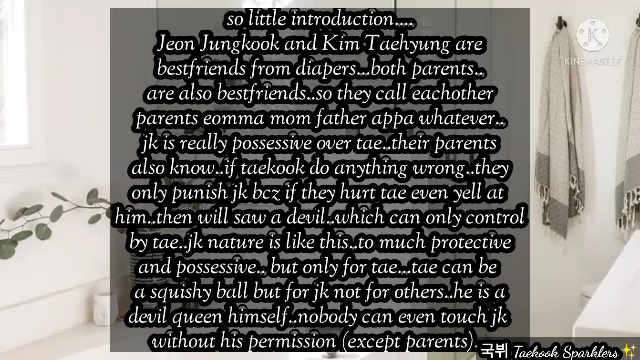 so little introduction....
Jeon Jungkook and Kim Taehyung are
bestfriends from diapers...both parents..
are also bestfriends..so they call eachother
parents eomma mom father appa whatever..
jk is really possessive over tae..their parents
also know..if taekook do anything wrong..they
only punish jk bcz if they hurt tae even yell at
him..then will saw a devil..which can only control
by tae..jk nature is like this..to much protective
and possessive.. but only for tae...tae can be
a squishy ball but for jk not for others..he is a
devil queen himself..nobody can even touch jk
without his permission (except parents).
K
KINEMASTER
국뷔 Taekook Sparklers ✨